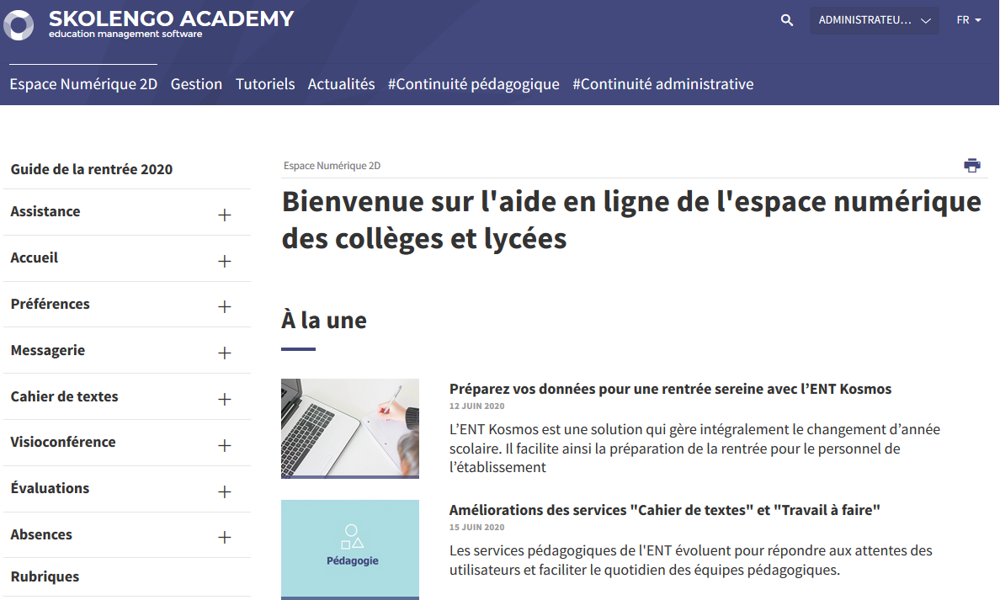 SKOLENGO ACADEMY
education management software
ADMINISTRATEU...
FR
Espace Numérique 2D
Gestion
Tutoriels
Actualités
#Continuité pédagogique
#Continuité administrative
Guide de la rentrée 2020
Assistance
Accueil
Préférences
Messagerie
Cahier de textes
Visioconférence
Évaluations
Absences
Rubriques
Espace Numérique 2D
Bienvenue sur l'aide en ligne de l'espace numérique
des collèges et lycées
À la une
Préparez vos données pour une rentrée sereine avec l’ENT Kosmos
12 JUIN 2020
L’ENT Kosmos est une solution qui gère intégralement le changement d’année
scolaire. Il facilite ainsi la préparation de la rentrée pour le personnel de
l’établissement
Pédagogie
Améliorations des services "Cahier de textes" et "Travail à faire"
15 JUIN 2020
Les services pédagogiques de l'ENT évoluent pour répondre aux attentes des
utilisateurs et faciliter le quotidien des équipes pédagogiques.